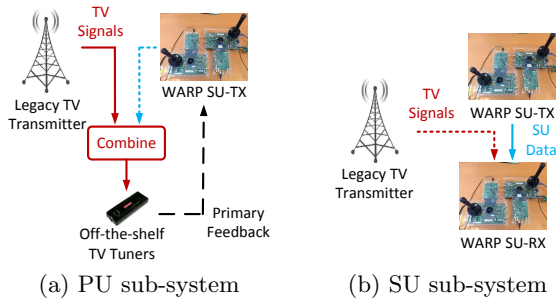 TV
Signals
WARP SU-TX
Legacy TV
Transmitter
Combine
Off-the-shelf
TV Tuners
Primary
Feedback
(a) PU sub-system
WARP SU-TX
TV
Signals
SU
Data
Legacy TV
Transmitter
WARP SU-RX
(b) SU sub-system